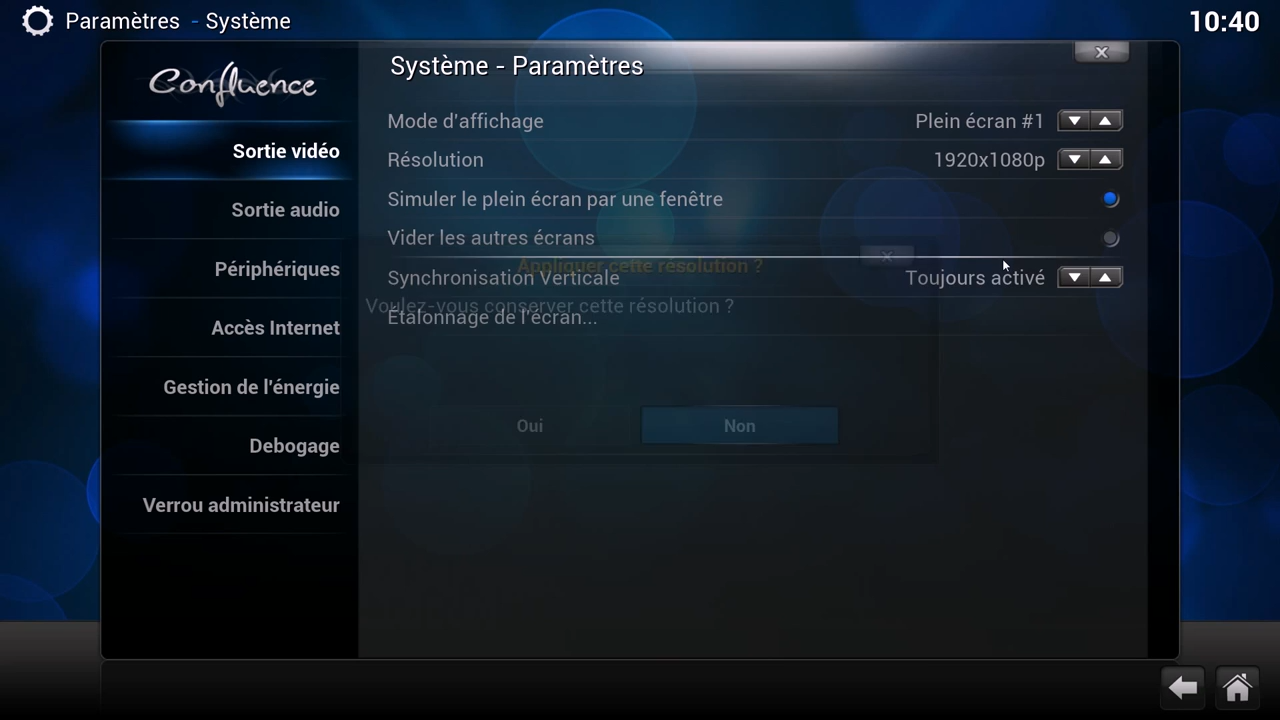 Paramètres - Système
10:40
Confluence
Système - Paramètres
Sortie vidéo
Sortie audio
Périphériques
Accès Internet
Gestion de l'énergie
Debogage
Verrou administrateur
Mode d'affichage Plein écran #1
Résolution 1920x1080p
Simuler le plein écran par une fenêtre
Vider les autres écrans
Appliquer cette résolution ?
Synchronisation Verticale Toujours activé
Voulez-vous conserver cette résolution ?
Etalonnage de l'écran...
Oui Non